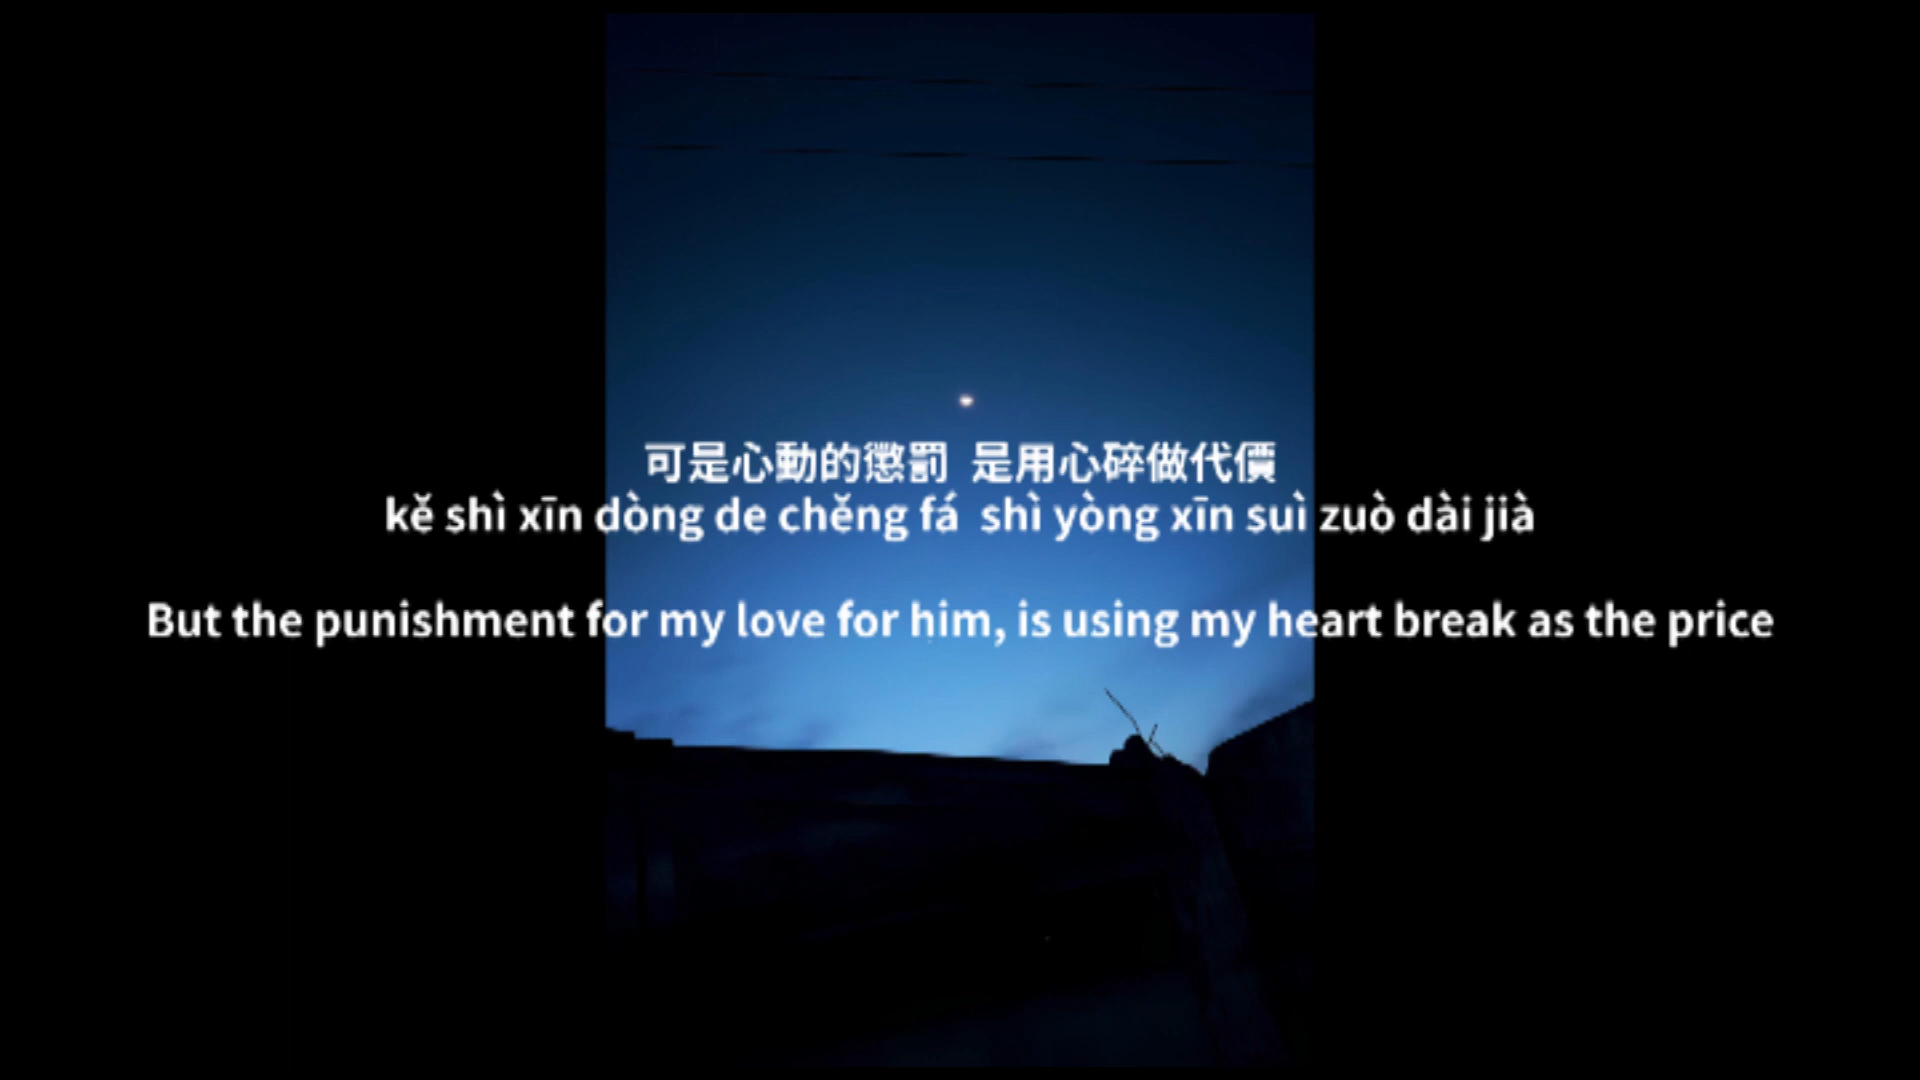 可是心動的懲罰 是用心碎做代價
kě shì xīn dòng de chěng fá shì yòng xīn suì zuò dài jià
But the punishment for my love for him, is using my heart break as the price